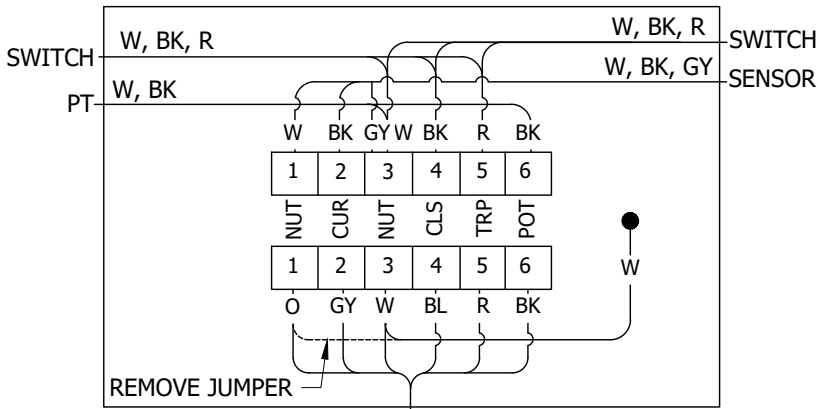 W, BK, R
W, BK, R
SWITCH
SWITCH
W, BK, GY
SENSOR
W, BK
PT
W BK GY W BK R BK
1 2 3 4 5 6
NUT CUR NUT CLS TRP POT
1 2 3 4 5 6
W
O GY W BL R BK
REMOVE JUMPER